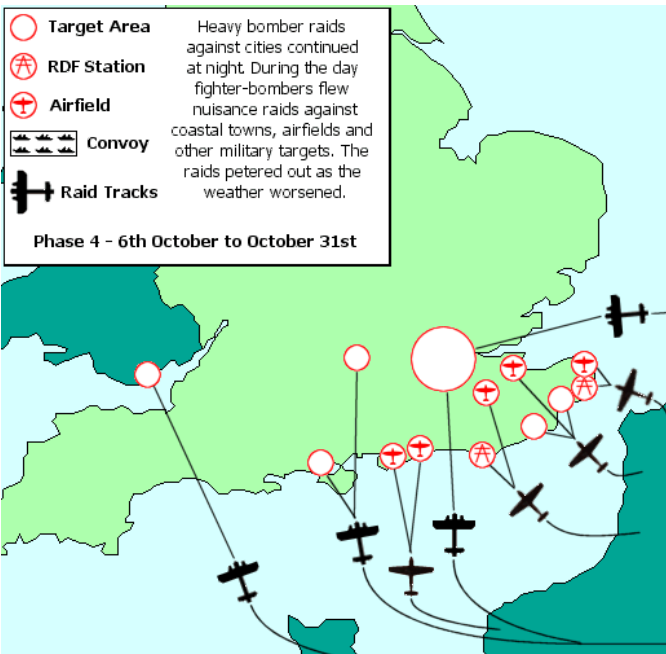 Target Area
RDF Station
Airfield
Convoy
Raid Tracks
Heavy bomber raids
against cities continued
at night. During the day
fighter-bombers flew
nuisance raids against
coastal towns, airfields and
other military targets. The
raids petered out as the
weather worsened.
Phase 4 - 6th October to October 31st